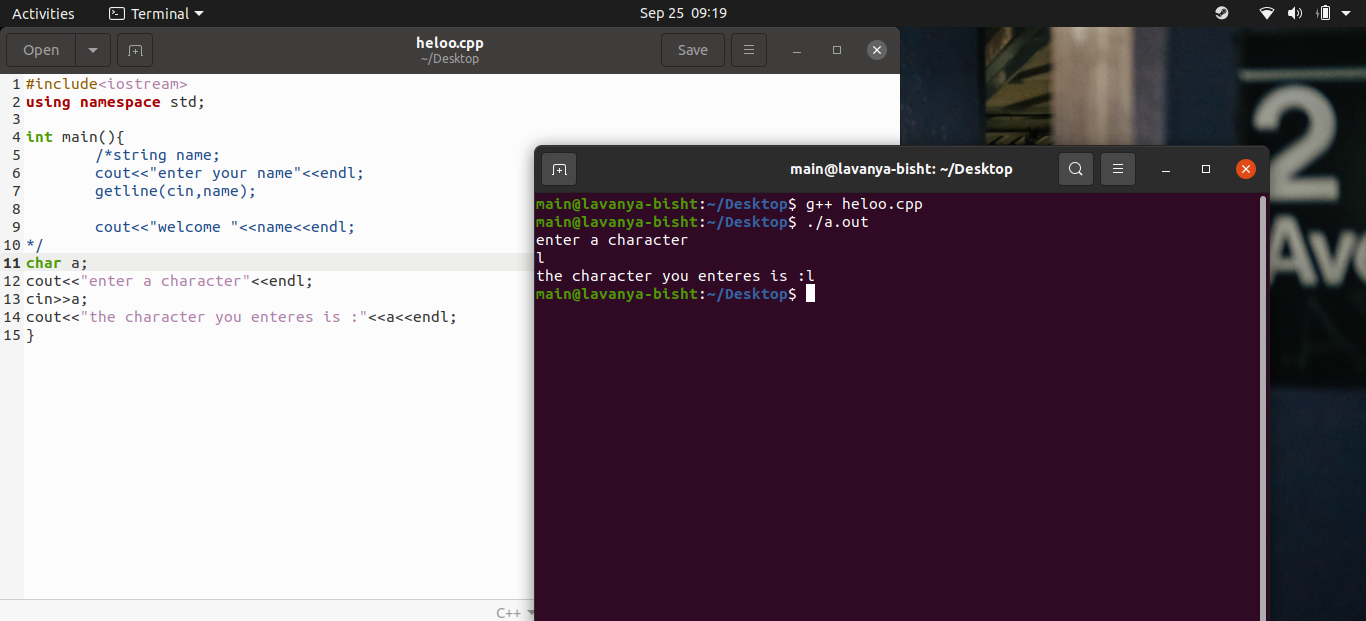 Activities Terminal Sep 25 09:19
Open heloo.cpp Save
~/Desktop
1 #include<iostream>
2 using namespace std;
3
4 int main(){
5 /*string name;
6 cout<<"enter your name"<<endl;
7 getline(cin,name);
8
9 cout<<"welcome "<<name<<endl;
10 */
11 char a;
12 cout<<"enter a character"<<endl;
13 cin>>a;
14 cout<<"the character you enteres is :"<<a<<endl;
15 }
C++
main@lavanya-bisht: ~/Desktop
main@lavanya-bisht:~/Desktop$ g++ heloo.cpp
main@lavanya-bisht:~/Desktop$ ./a.out
enter a character
l
the character you enteres is :l
main@lavanya-bisht:~/Desktop$
2